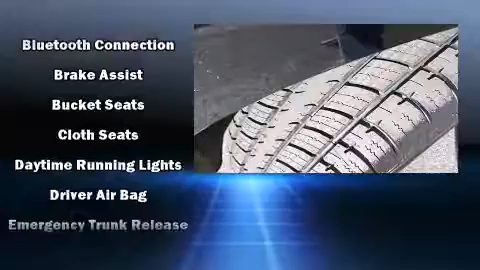 Bluetooth Connection
Brake Assist
Bucket Seats
Cloth Seats
Daytime Running Lights
Driver Air Bag
Emergency Trunk Release